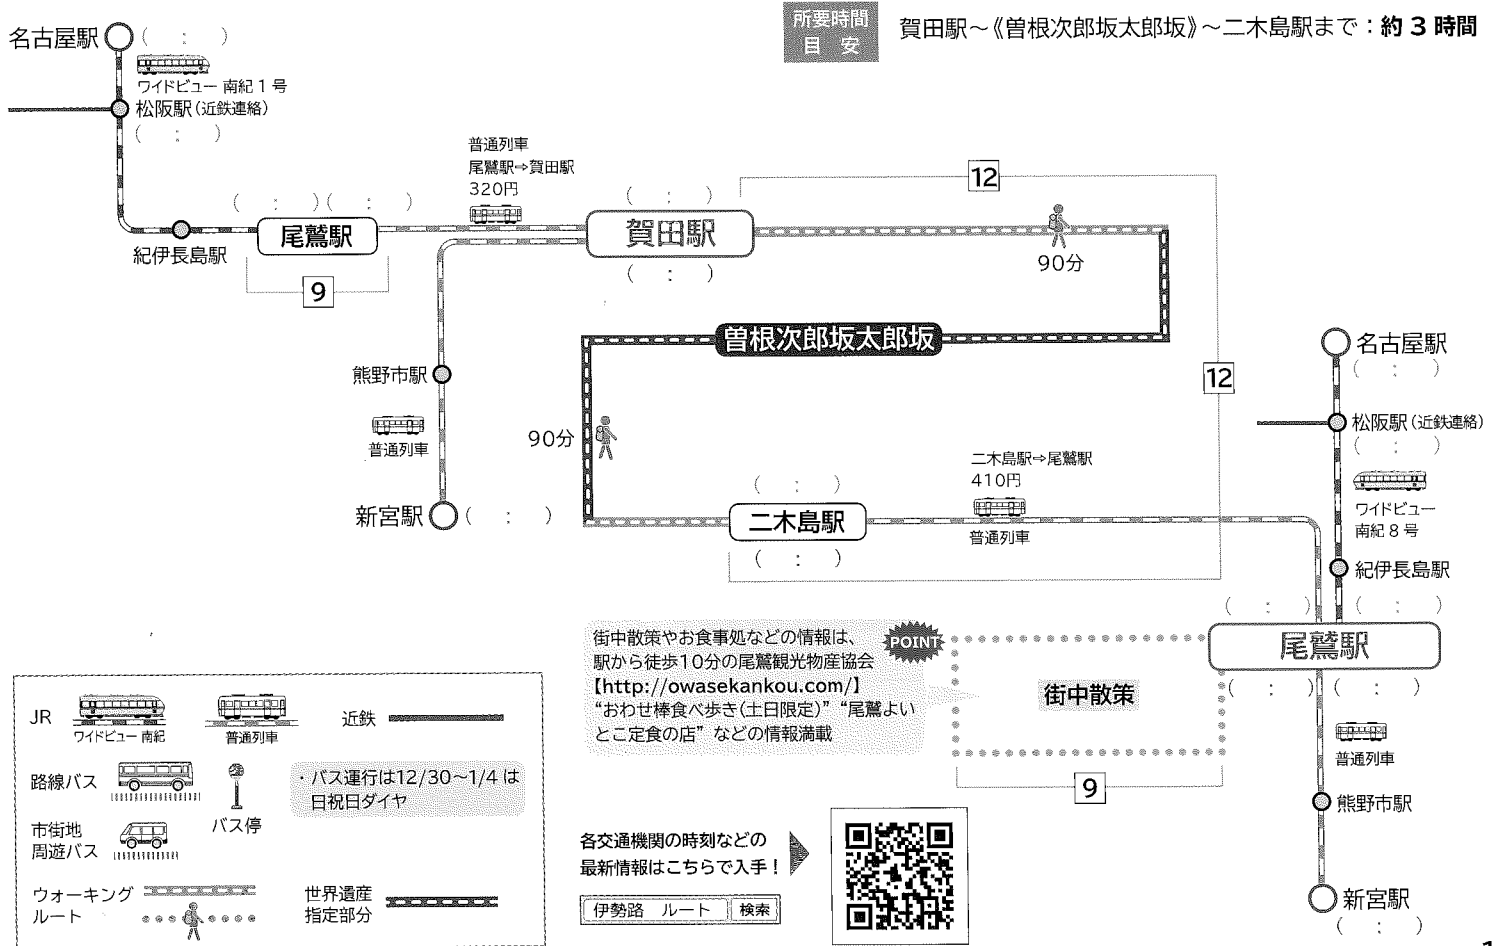 所要時間
目 安
賀田駅～《曽根次郎坂太郎坂》～二木島駅まで：約３時間
名古屋駅
( : )
ワイドビュー 南紀１号
松阪駅(近鉄連絡)
( : )
紀伊長島駅
( : )( : )
尾鷲駅
9
普通列車
尾鷲駅⇨賀田駅
320円
( : )
賀田駅
( : )
12
90分
曽根次郎坂太郎坂
熊野市駅
普通列車
新宮駅
( : )
90分
12
( : )
二木島駅
( : )
二木島駅⇨尾鷲駅
410円
普通列車
名古屋駅
( : )
松阪駅(近鉄連絡)
( : )
ワイドビュー
南紀８号
紀伊長島駅
( : ) ( : )
尾鷲駅
( : ) ( : )
普通列車
熊野市駅
新宮駅
( : )
街中散策やお食事処などの情報は、
駅から徒歩10分の尾鷲観光物産協会
【http://owasekankou.com/】
“おわせ棒食べ歩き(土日限定)”“尾鷲よい
とこ定食の店”などの情報満載
POINT
街中散策
9
JR
ワイドビュー 南紀
普通列車
近鉄
路線バス
バス停
・バス運行は12/30～1/4は
日祝日ダイヤ
市街地
周遊バス
ウォーキング
ルート
世界遺産
指定部分
各交通機関の時刻などの
最新情報はこちらで入手！
伊勢路 ルート 検索